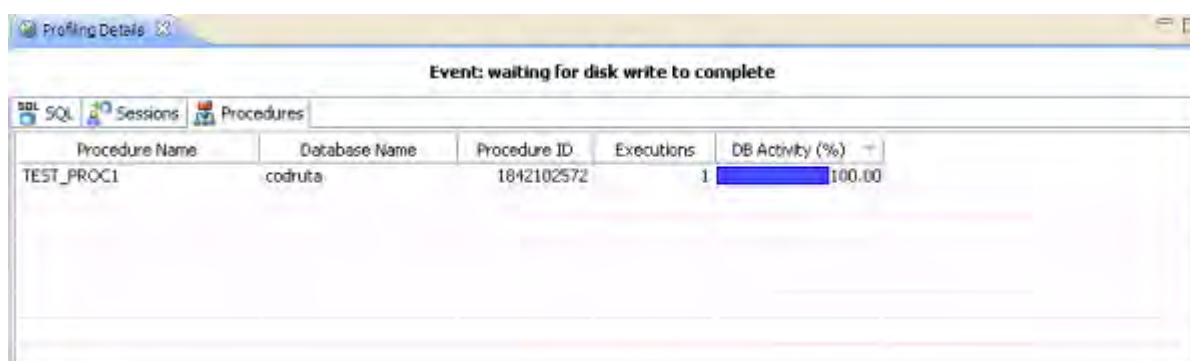 Profiling Details
Event: waiting for disk write to complete
SQL Sessions Procedures
Procedure Name Database Name Procedure ID Executions DB Activity (%)
TEST_PROC1 codruta 1842102572 1 100.00